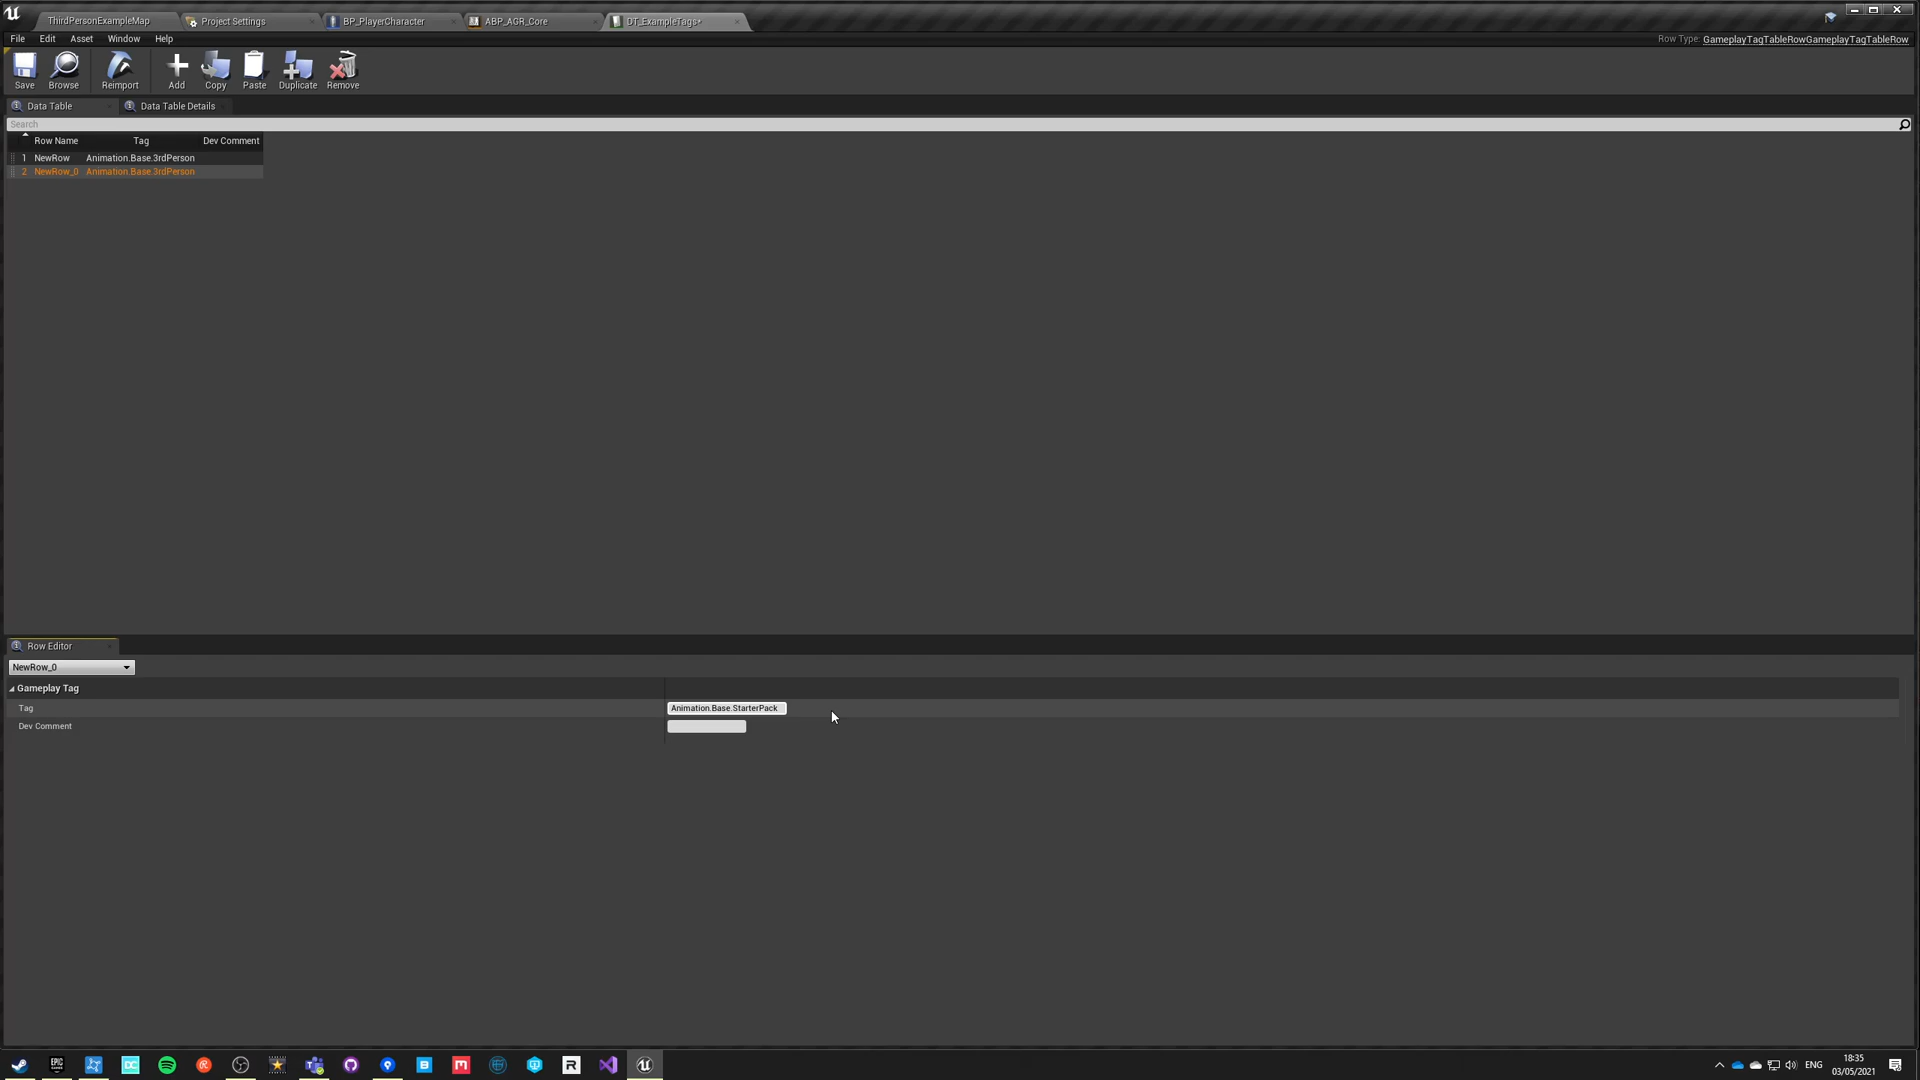 ThirdPersonExampleMap Project Settings BP_PlayerCharacter ABP_AGR_Core DT_ExampleTags*
File Edit Asset Window Help Row Type: GameplayTagTableRowGameplayTagTableRow
Save Browse Reimport Add Copy Paste Duplicate Remove
Data Table Data Table Details
Search
Row Name Tag Dev Comment
1 NewRow Animation.Base.3rdPerson
2 NewRow_0 Animation.Base.3rdPerson
Row Editor
NewRow_0
Gameplay Tag
Tag Animation.Base.StarterPack
Dev Comment
ENG 18:35
03/05/2021